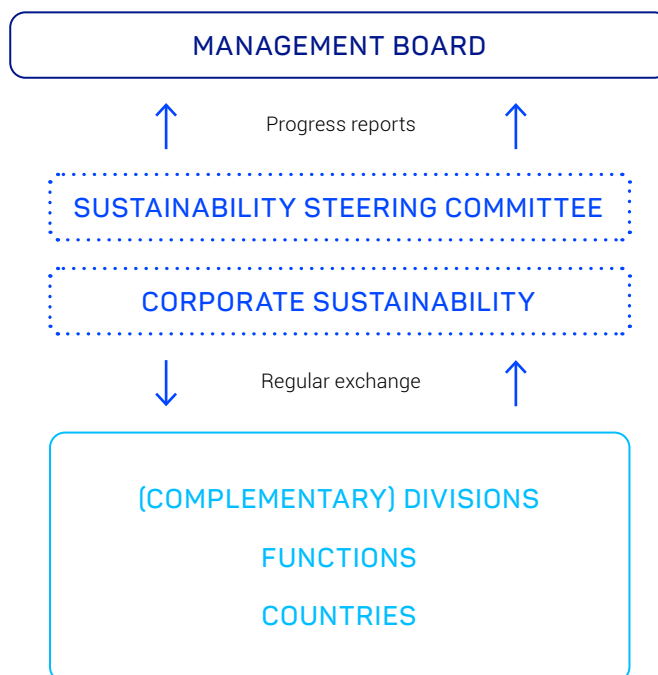 MANAGEMENT BOARD
Progress reports
SUSTAINABILITY STEERING COMMITTEE
CORPORATE SUSTAINABILITY
Regular exchange
(COMPLEMENTARY) DIVISIONS
FUNCTIONS
COUNTRIES